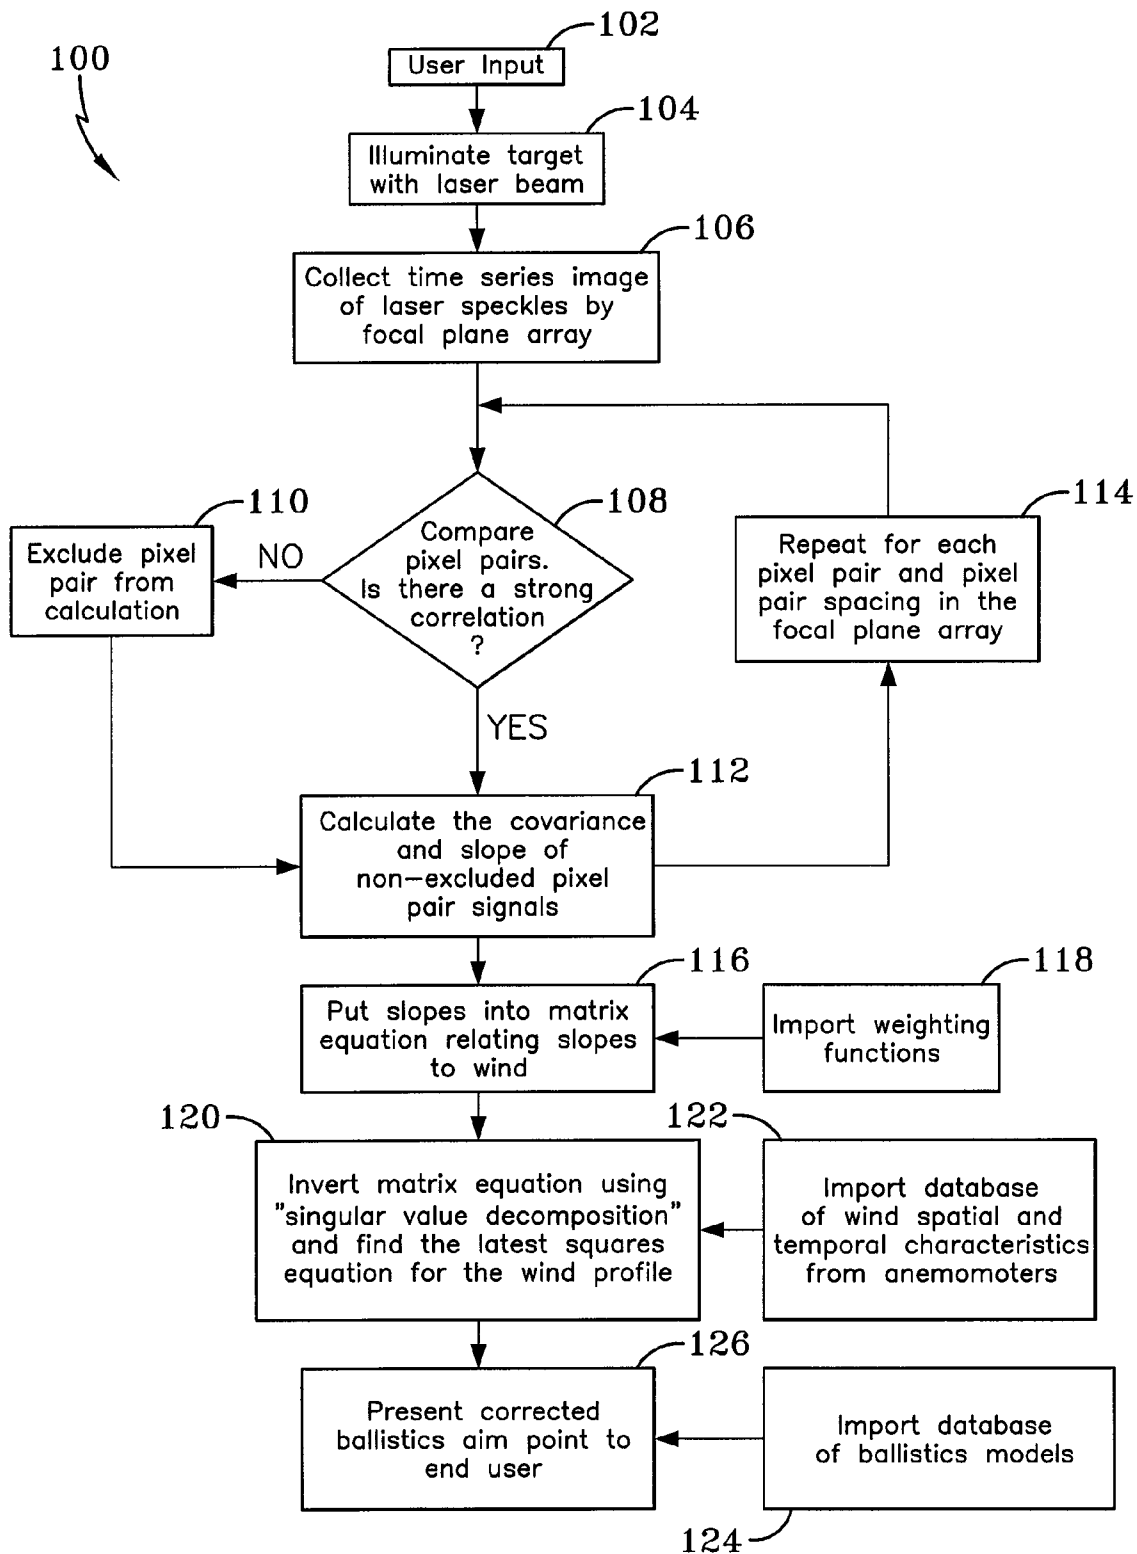 100
102
User Input
104
Illuminate target
with laser beam
106
Collect time series image
of laser speckles by
focal plane array
108
Compare
pixel pairs.
Is there a strong
correlation
?
NO
110
Exclude pixel
pair from
calculation
114
Repeat for each
pixel pair and pixel
pair spacing in the
focal plane array
YES
112
Calculate the covariance
and slope of
non-excluded pixel
pair signals
116
Put slopes into matrix
equation relating slopes
to wind
118
Import weighting
functions
120
Invert matrix equation using
"singular value decomposition"
and find the latest squares
equation for the wind profile
122
Import database
of wind spatial and
temporal characteristics
from anemomoters
126
Present corrected
ballistics aim point to
end user
Import database
of ballistics models
124